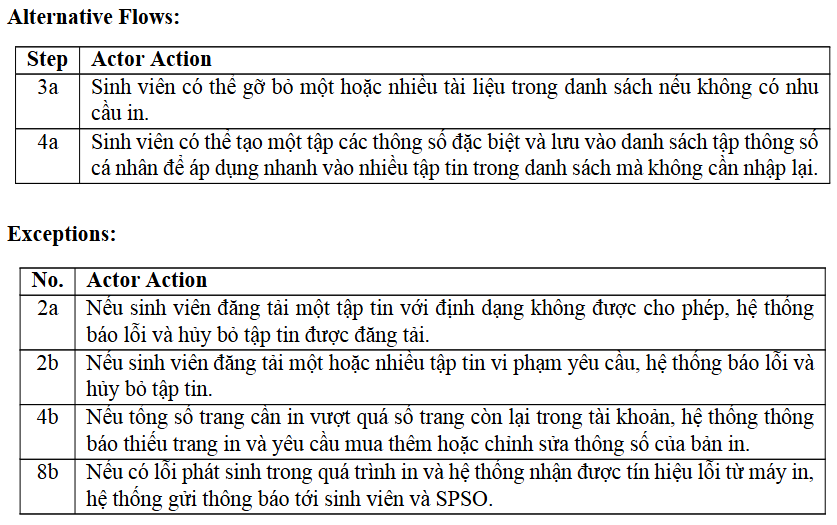 Alternative Flows:
Step Actor Action
3a Sinh viên có thể gỡ bỏ một hoặc nhiều tài liệu trong danh sách nếu không có nhu
cầu in.
4a Sinh viên có thể tạo một tập các thông số đặc biệt và lưu vào danh sách tập thông số
cá nhân để áp dụng nhanh vào nhiều tập tin trong danh sách mà không cần nhập lại.
Exceptions:
No. Actor Action
2a Nếu sinh viên đăng tải một tập tin với định dạng không được cho phép, hệ thống
báo lỗi và hủy bỏ tập tin được đăng tải.
2b Nếu sinh viên đăng tải một hoặc nhiều tập tin vi phạm yêu cầu, hệ thống báo lỗi và
hủy bỏ tập tin.
4b Nếu tổng số trang cần in vượt quá số trang còn lại trong tài khoản, hệ thống thông
báo thiếu trang in và yêu cầu mua thêm hoặc chỉnh sửa thông số của bản in.
8b Nếu có lỗi phát sinh trong quá trình in và hệ thống nhận được tín hiệu lỗi từ máy in,
hệ thống gửi thông báo tới sinh viên và SPSO.